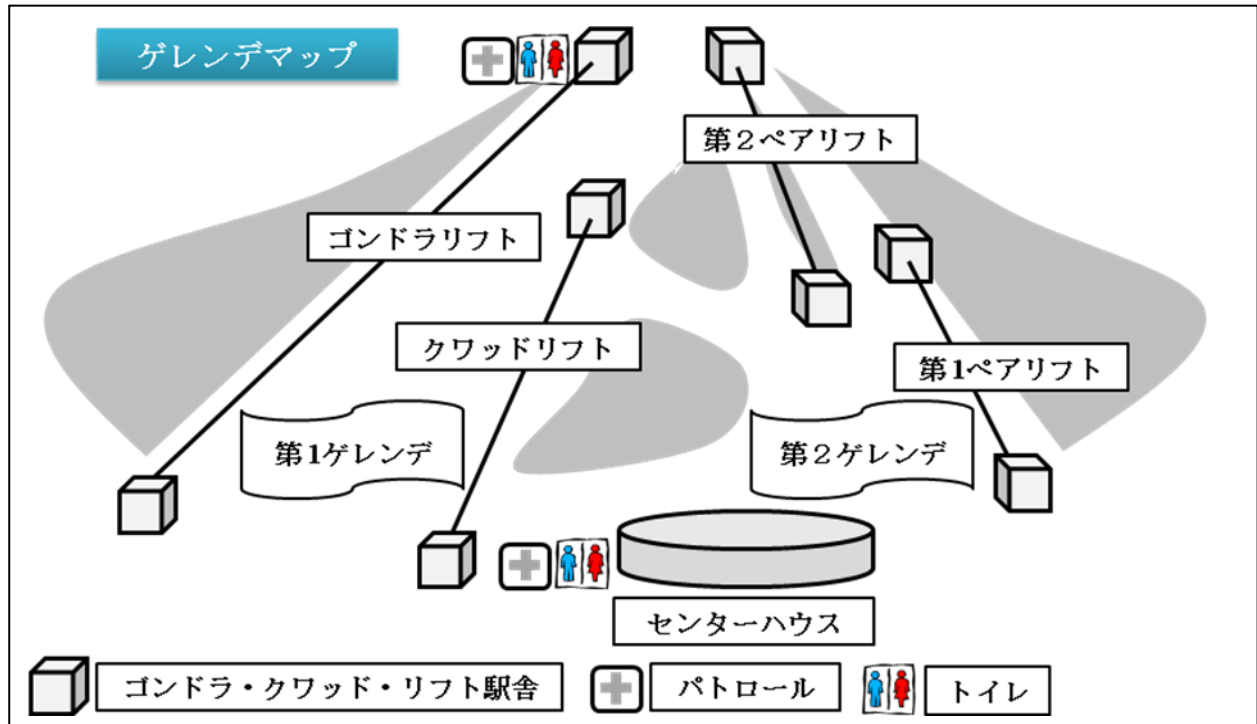 ゲレンデマップ
第２ペアリフト
ゴンドラリフト
クワッドリフト
第1ペアリフト
第1ゲレンデ
第２ゲレンデ
センターハウス
ゴンドラ・クワッド・リフト駅舎
パトロール
トイレ